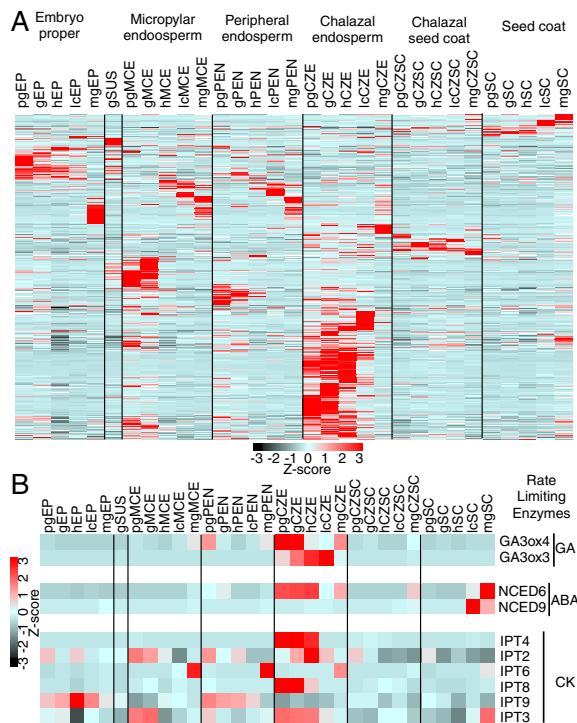 A
Embryo proper
Micropylar endosperm
Peripheral endosperm
Chalazal endosperm
Chalazal seed coat
Seed coat
pgEP gEP hEP lcEP mgEP gSUS pgMCE gMCE hMCE lcMCE mgMCE pgPEN gPEN hPEN lcPEN mgPEN pgCZE gCZE hCZE lcCZE mgCZE pgCZSC gCZSC hCZSC lcCZSC mgCZSC pgSC gSC hSC lcSC mgSC
-3 -2 -1 0 1 2 3
Z-score
B
pgEP gEP hEP lcEP mgEP gSUS pgMCE gMCE hMCE lcMCE mgMCE pgPEN gPEN hPEN lcPEN mgPEN pgCZE gCZE hCZE lcCZE mgCZE pgCZSC gCZSC hCZSC lcCZSC mgCZSC pgSC gSC hSC lcSC mgSC
Rate
Limiting
Enzymes
-3 -2 -1 0 1 2 3
Z-score
GA3ox4
GA3ox3
GA
NCED6
NCED9
ABA
IPT4
IPT2
IPT6
IPT8
IPT9
IPT3
CK